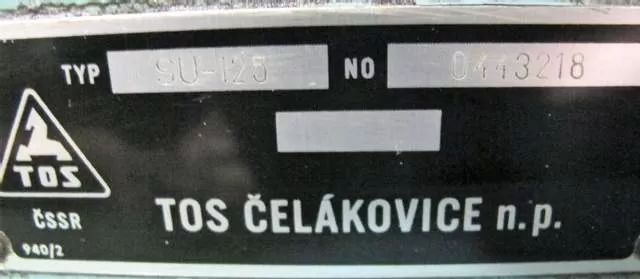 TYP SU-125 NO 0443218
TOS
ČSSR
TOS ČELÁKOVICE n.p.
940/2